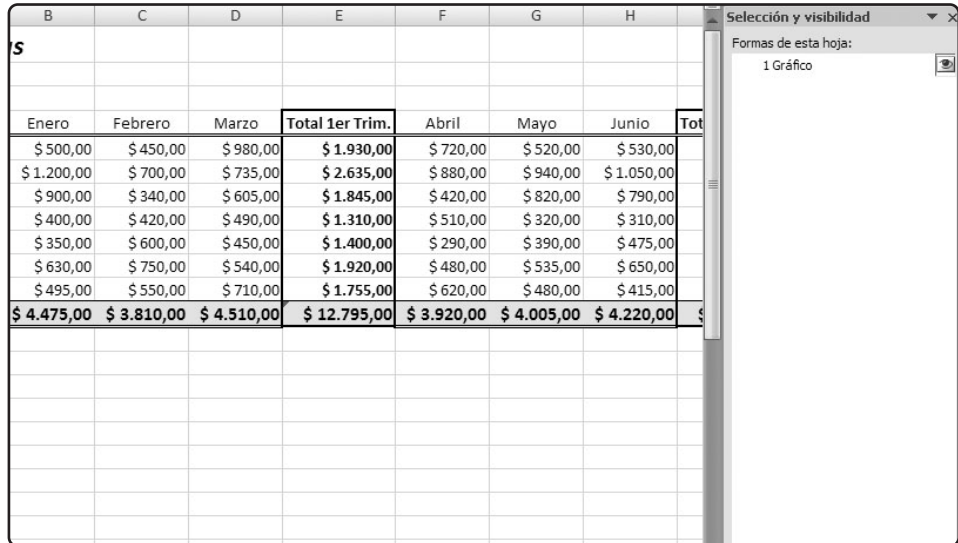 B C D E F G H
Selección y visibilidad
Formas de esta hoja:
1 Gráfico
Enero Febrero Marzo Total 1er Trim. Abril Mayo Junio
$ 500,00 $ 450,00 $ 980,00 $ 1.930,00 $ 720,00 $ 520,00 $ 530,00
$ 1.200,00 $ 700,00 $ 735,00 $ 2.635,00 $ 880,00 $ 940,00 $ 1.050,00
$ 900,00 $ 340,00 $ 605,00 $ 1.845,00 $ 420,00 $ 820,00 $ 790,00
$ 400,00 $ 420,00 $ 490,00 $ 1.310,00 $ 510,00 $ 320,00 $ 310,00
$ 350,00 $ 600,00 $ 450,00 $ 1.400,00 $ 290,00 $ 390,00 $ 475,00
$ 630,00 $ 750,00 $ 540,00 $ 1.920,00 $ 480,00 $ 535,00 $ 650,00
$ 495,00 $ 550,00 $ 710,00 $ 1.755,00 $ 620,00 $ 480,00 $ 415,00
$ 4.475,00 $ 3.810,00 $ 4.510,00 $ 12.795,00 $ 3.920,00 $ 4.005,00 $ 4.220,00